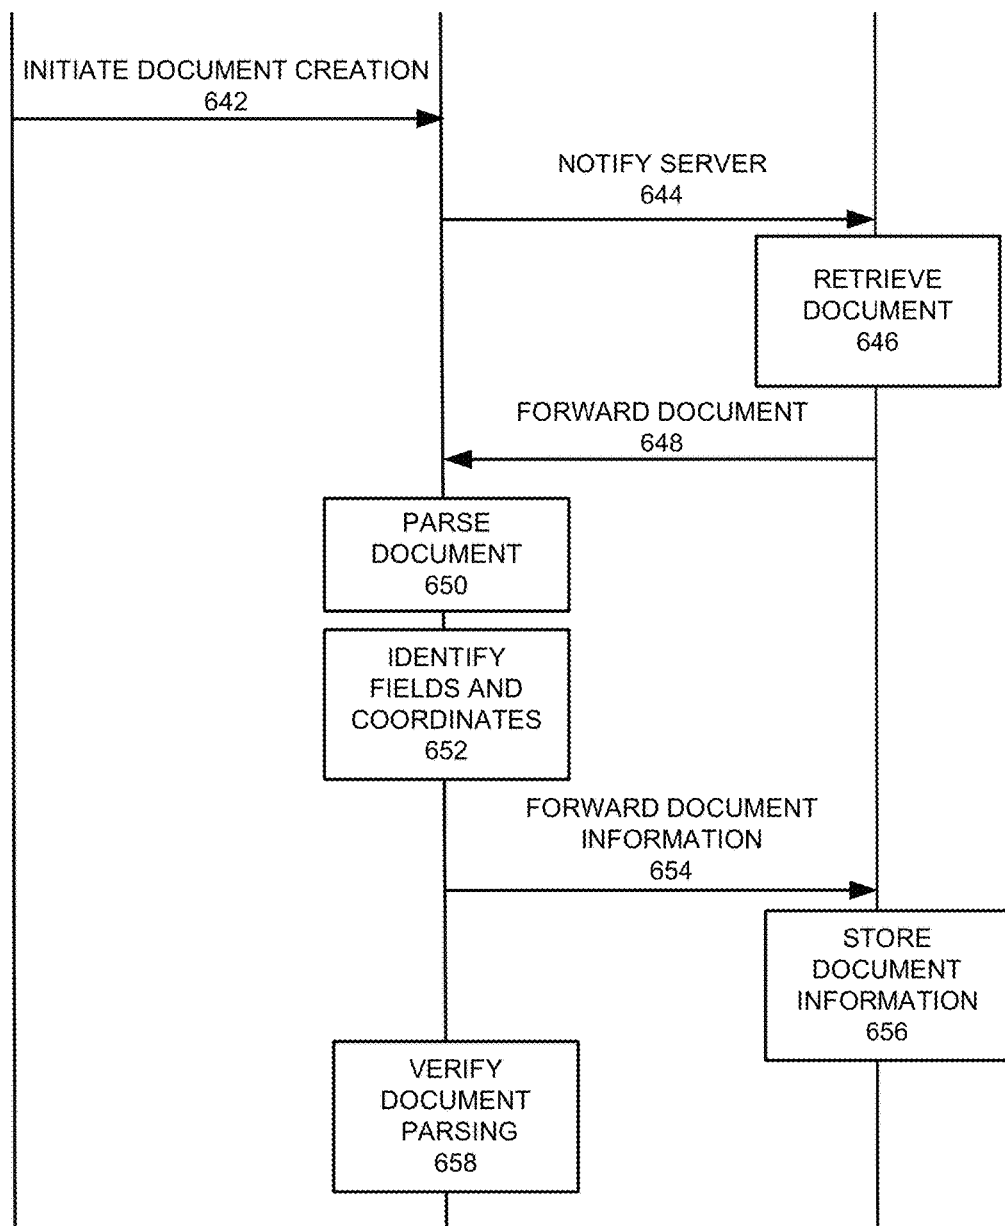 INITIATE DOCUMENT CREATION
642
NOTIFY SERVER
644
RETRIEVE
DOCUMENT
646
FORWARD DOCUMENT
648
PARSE
DOCUMENT
650
IDENTIFY
FIELDS AND
COORDINATES
652
FORWARD DOCUMENT
INFORMATION
654
STORE
DOCUMENT
INFORMATION
656
VERIFY
DOCUMENT
PARSING
658